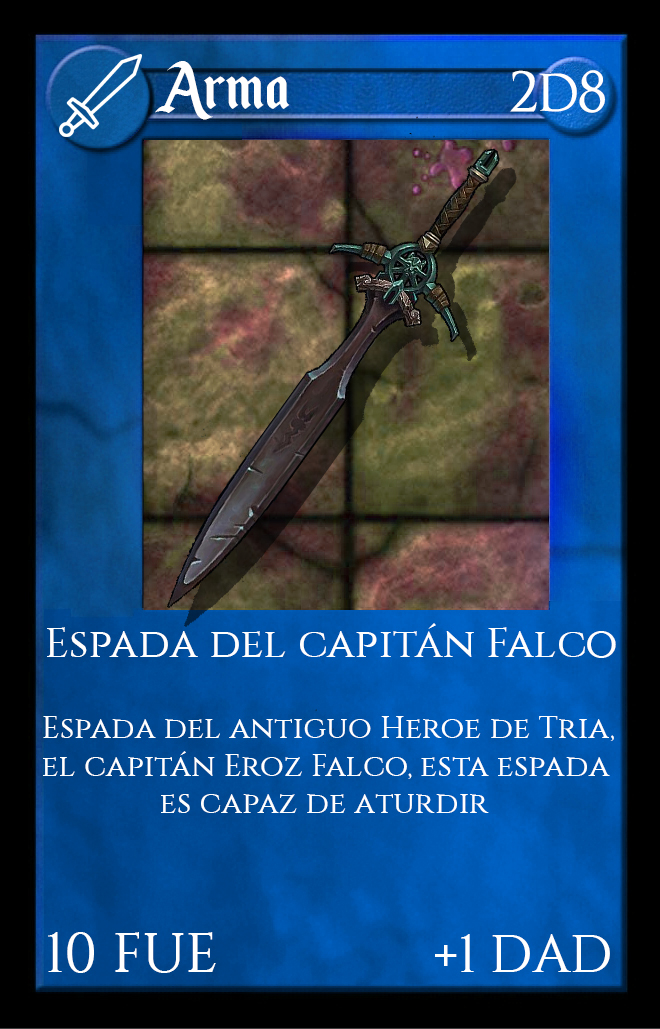 Arma
2D8
Espada del capitán Falco
Espada del antiguo Heroe de Tria,
el capitán Eroz Falco, esta espada
es capaz de aturdir
10 FUE
+1 DAD